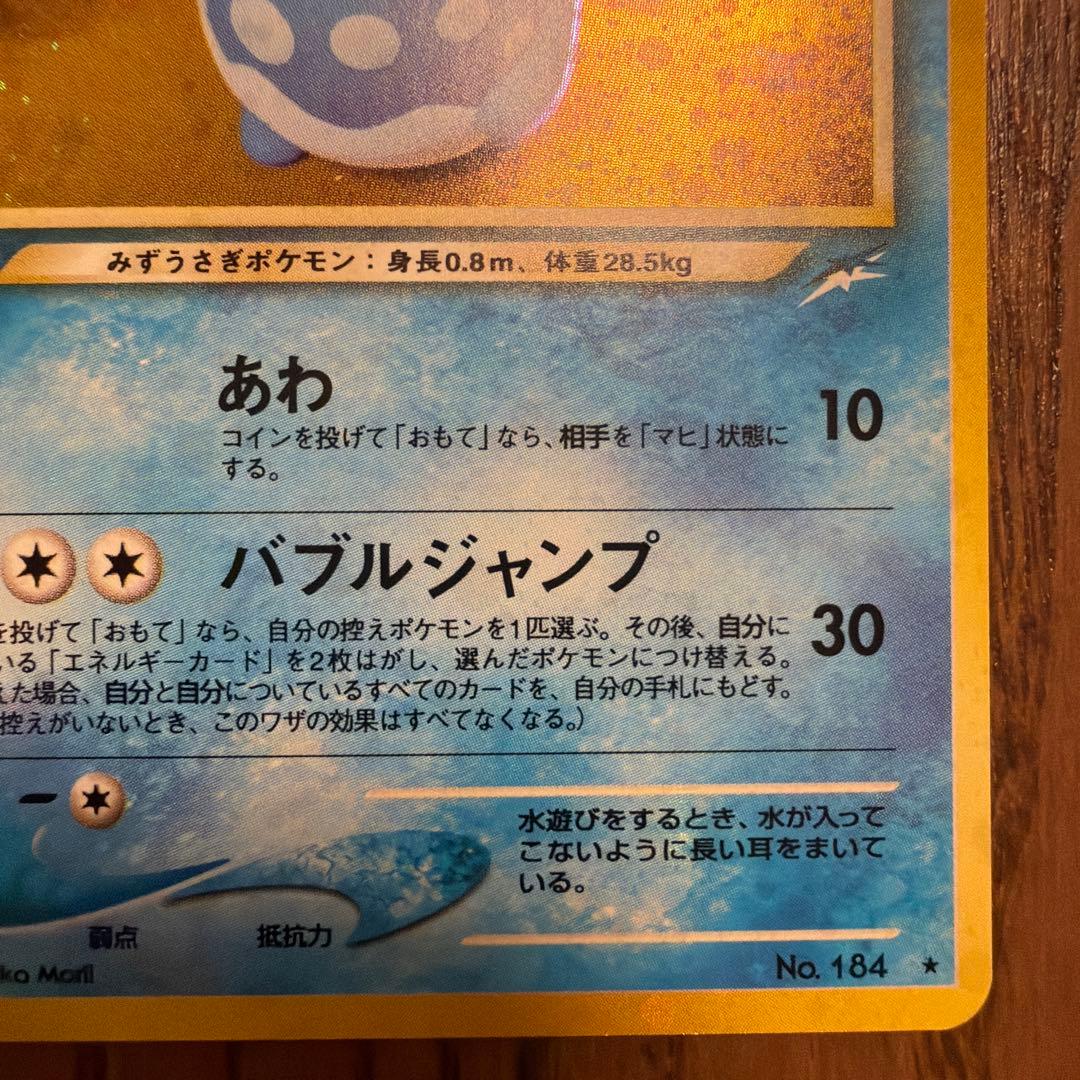 みずうさぎポケモン：身長0.8m、体重28.5kg
あわ
10
コインを投げて「おもて」なら、相手を「マヒ」状態に
する。
バブルジャンプ
30
を投げて「おもて」なら、自分の控えポケモンを1匹選ぶ。その後、自分に
いる「エネルギーカード」を2枚はがし、選んだポケモンにつけ替える。
えた場合、自分と自分についているすべてのカードを、自分の手札にもどす。
控えがいないとき、このワザの効果はすべてなくなる。）
水遊びをするとき、水が入って
こないように長い耳をまいて
いる。
弱点 抵抗力
ka Morii
No. 184 ★